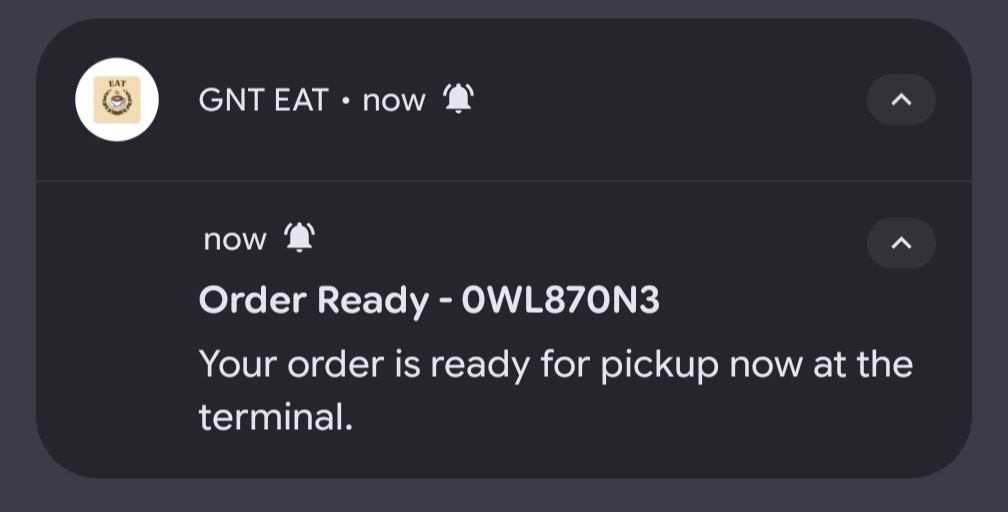 EAT
GNT EAT • now
now
Order Ready - 0WL870N3
Your order is ready for pickup now at the
terminal.